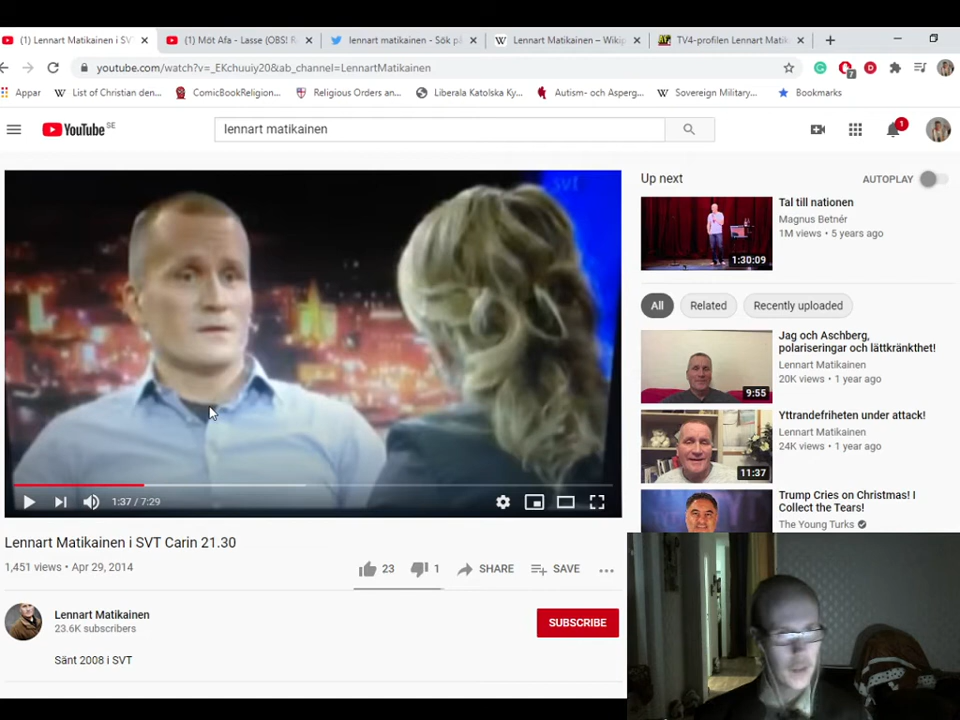 (1) Lennart Matikainen i SV
(1) Möt Afa - Lasse (OBS! R
lennart matikainen - Sök på
Lennart Matikainen – Wikip
TV4-profilen Lennart Matik
youtube.com/watch?v=_EKchuuiy20&ab_channel=LennartMatikainen
7
Appar
List of Christian den...
ComicBookReligion...
Religious Orders an...
Liberala Katolska Ky...
Autism- och Asperg...
Sovereign Military...
Bookmarks
YouTube SE
lennart matikainen
1
svt
1:37 / 7:29
Lennart Matikainen i SVT Carin 21.30
1,451 views • Apr 29, 2014
23
1
SHARE
SAVE
Lennart Matikainen
23.6K subscribers
SUBSCRIBE
Sänt 2008 i SVT
Up next
AUTOPLAY
1:30:09
Tal till nationen
Magnus Betnér
1M views • 5 years ago
All
Related
Recently uploaded
9:55
Jag och Aschberg,
polariseringar och lättkränkthet!
Lennart Matikainen
20K views • 1 year ago
11:37
Yttrandefriheten under attack!
Lennart Matikainen
24K views • 1 year ago
Trump Cries on Christmas! I
Collect the Tears!
The Young Turks